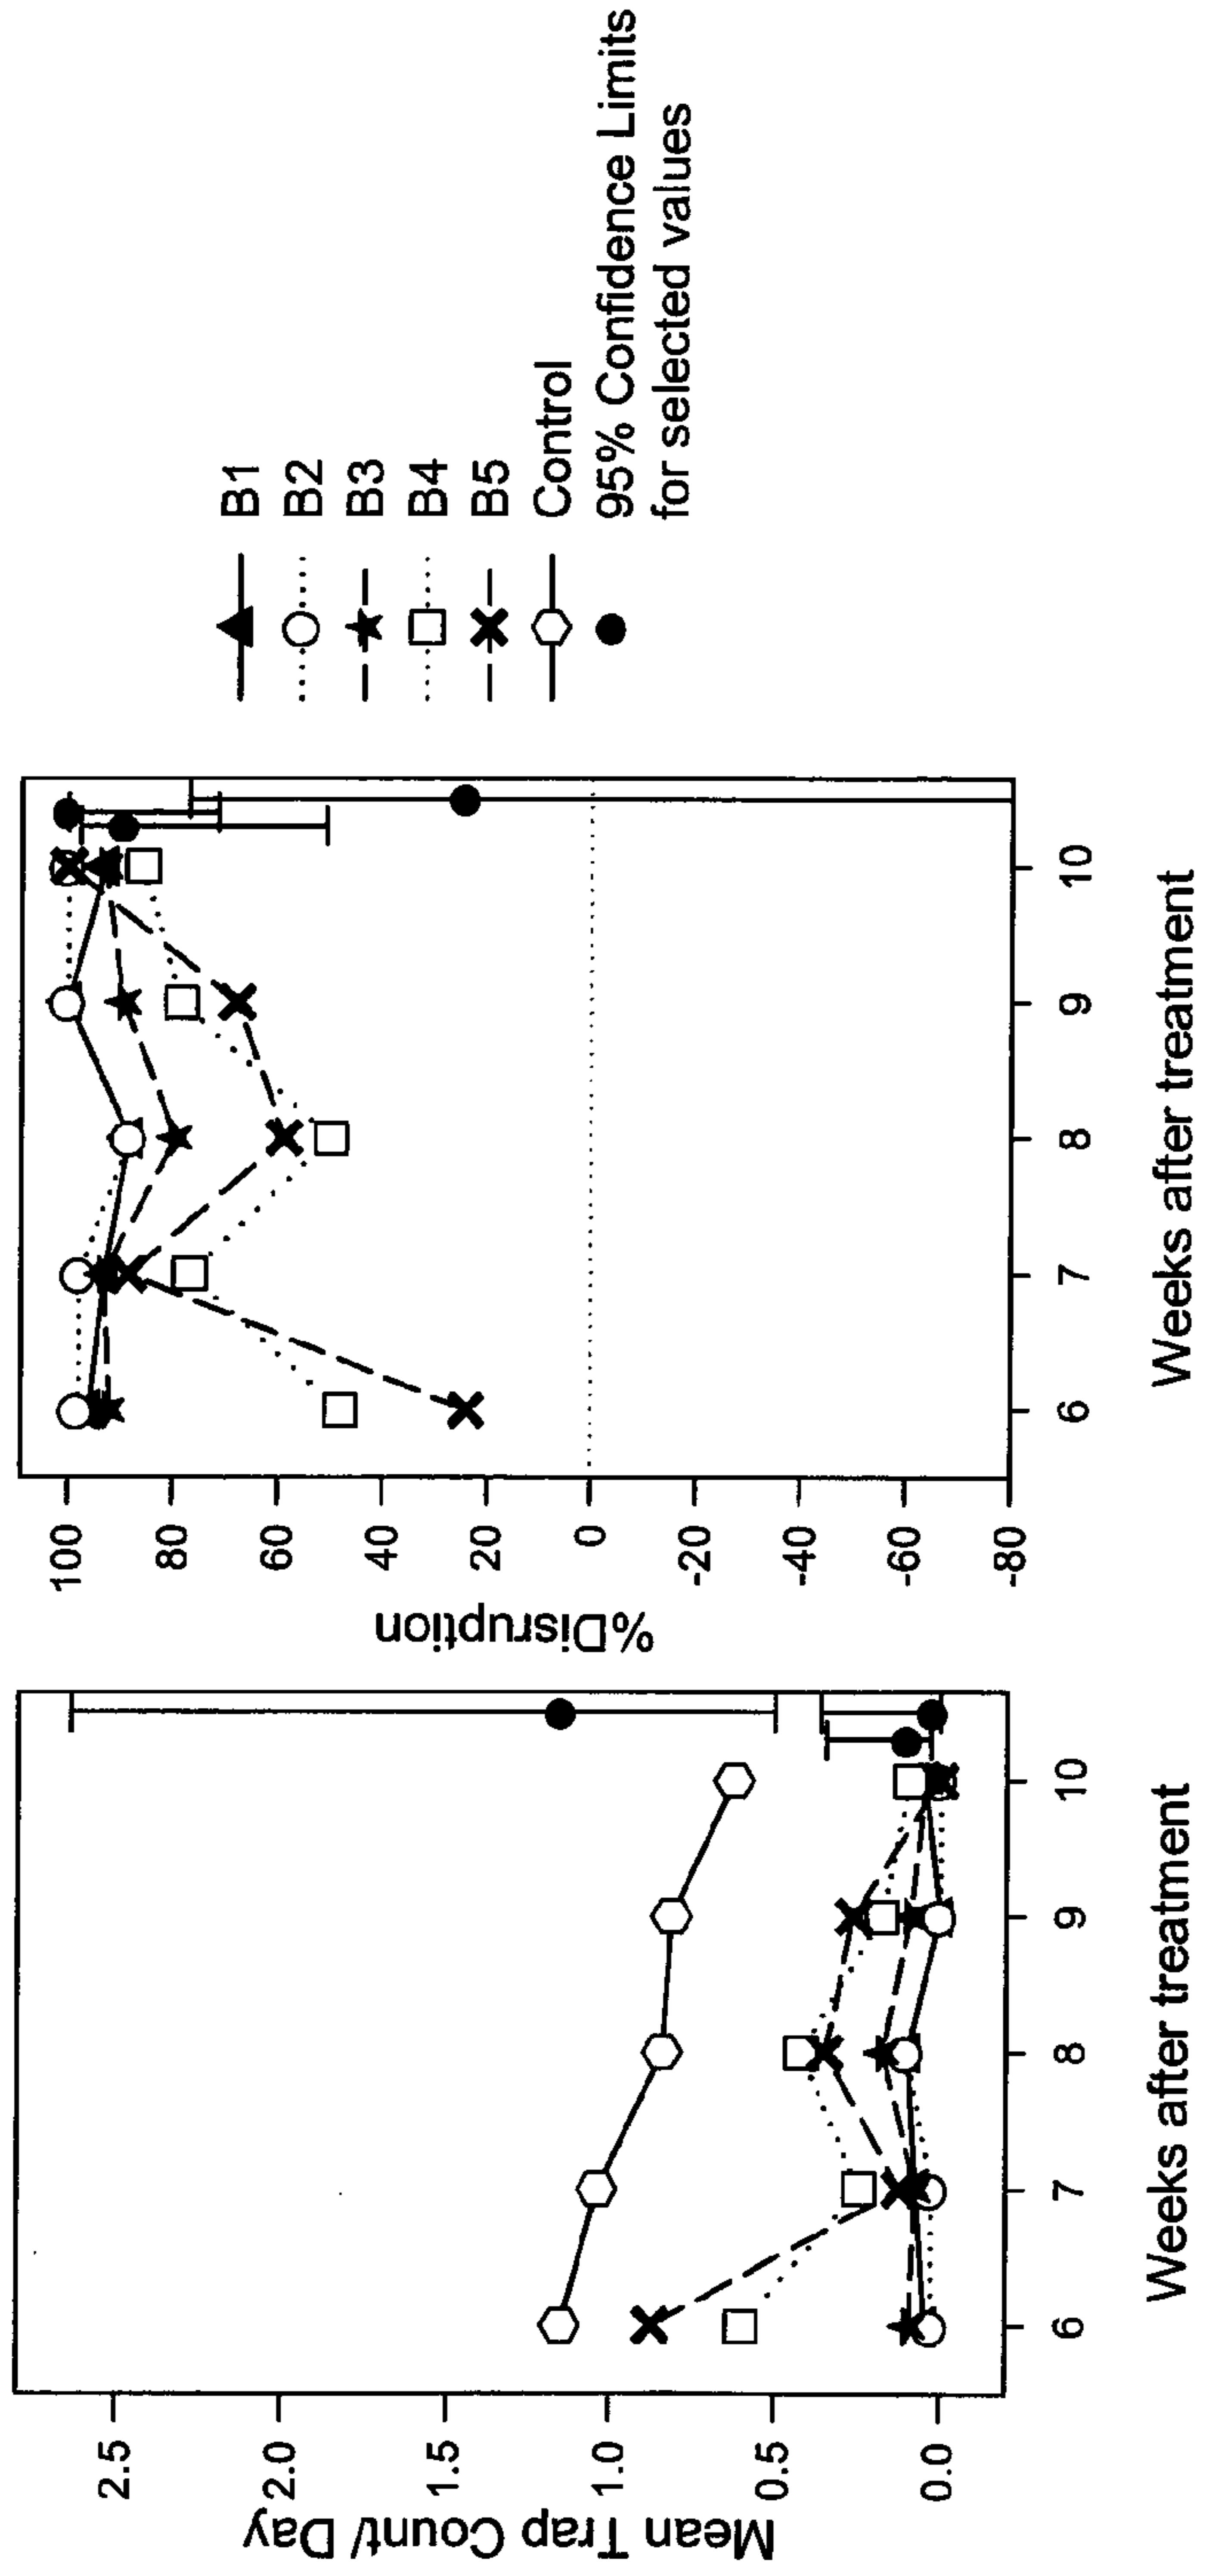 Mean Trap Count/ Day
2.5
2.0
1.5
1.0
0.5
0.0
6 7 8 9 10
Weeks after treatment
%Disruption
100
80
60
40
20
0
-20
-40
-60
-80
6 7 8 9 10
Weeks after treatment
B1
B2
B3
B4
B5
Control
95% Confidence Limits
for selected values